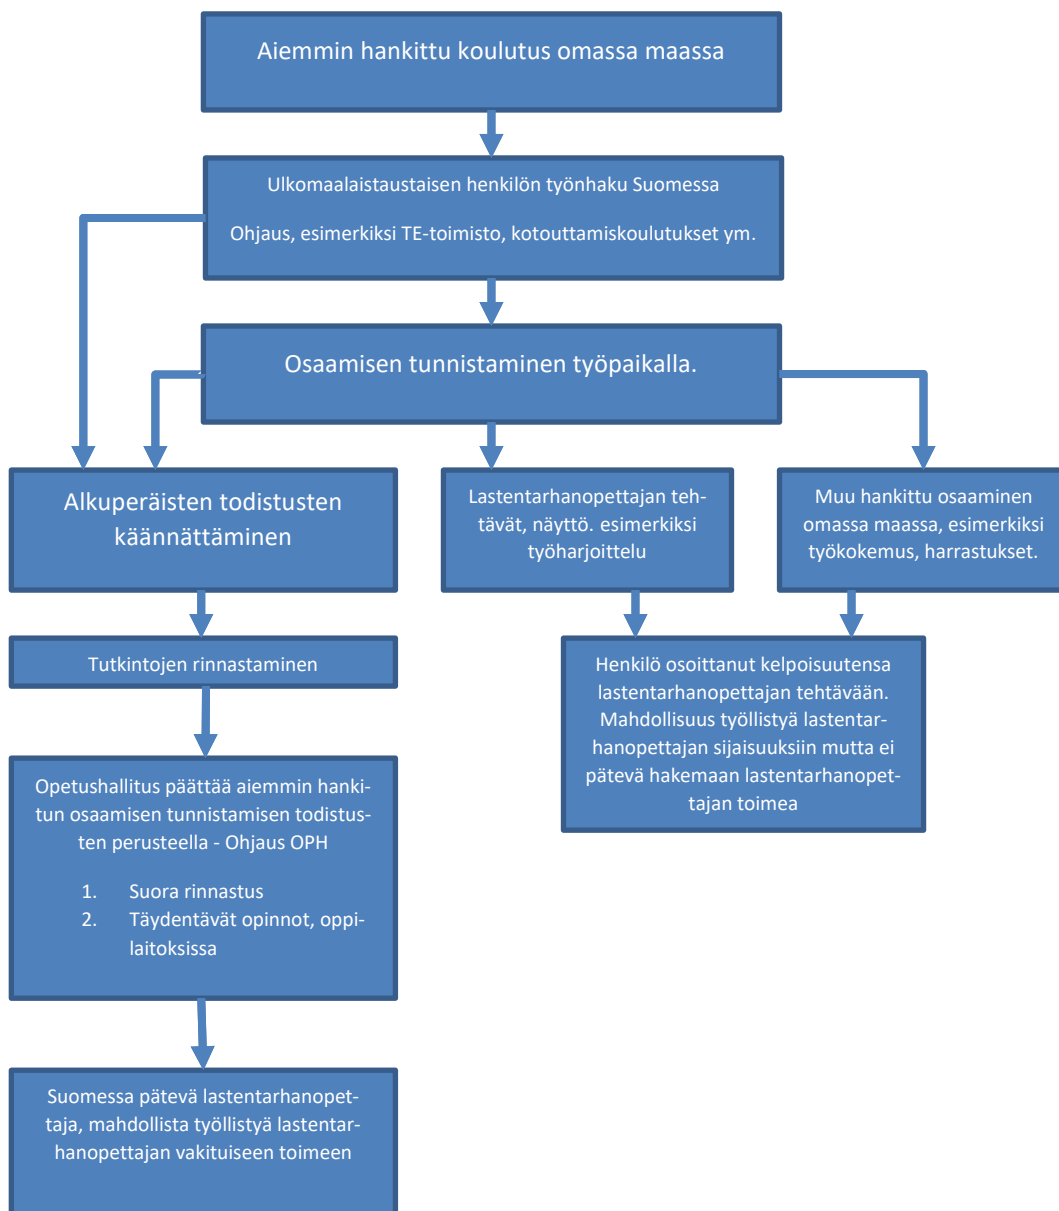 Aiemmin hankittu koulutus omassa maassa
Ulkomaalaistaustaisen henkilön työnhaku Suomessa
Ohjaus, esimerkiksi TE-toimisto, kotouttamiskoulutukset ym.
Osaamisen tunnistaminen työpaikalla.
Alkuperäisten todistusten
käännättäminen
Lastentarhanopettajan teh-
tävät, näyttö. esimerkiksi
työharjoittelu
Muu hankittu osaaminen
omassa maassa, esimerkiksi
työkokemus, harrastukset.
Tutkintojen rinnastaminen
Henkilö osoittanut kelpoisuutensa
lastentarhanopettajan tehtävään.
Mahdollisuus työllistyä lastentar-
hanopettajan sijaisuuksiin mutta ei
pätevä hakemaan lastentarhanopet-
tajan toimea
Opetushallitus päättää aiemmin hanki-
tun osaamisen tunnistamisen todistus-
ten perusteella - Ohjaus OPH
1. Suora rinnastus
2. Täydentävät opinnot, oppi-
laitoksissa
Suomessa pätevä lastentarhanopet-
taja, mahdollista työllistyä lastentar-
hanopettajan vakituiseen toimeen